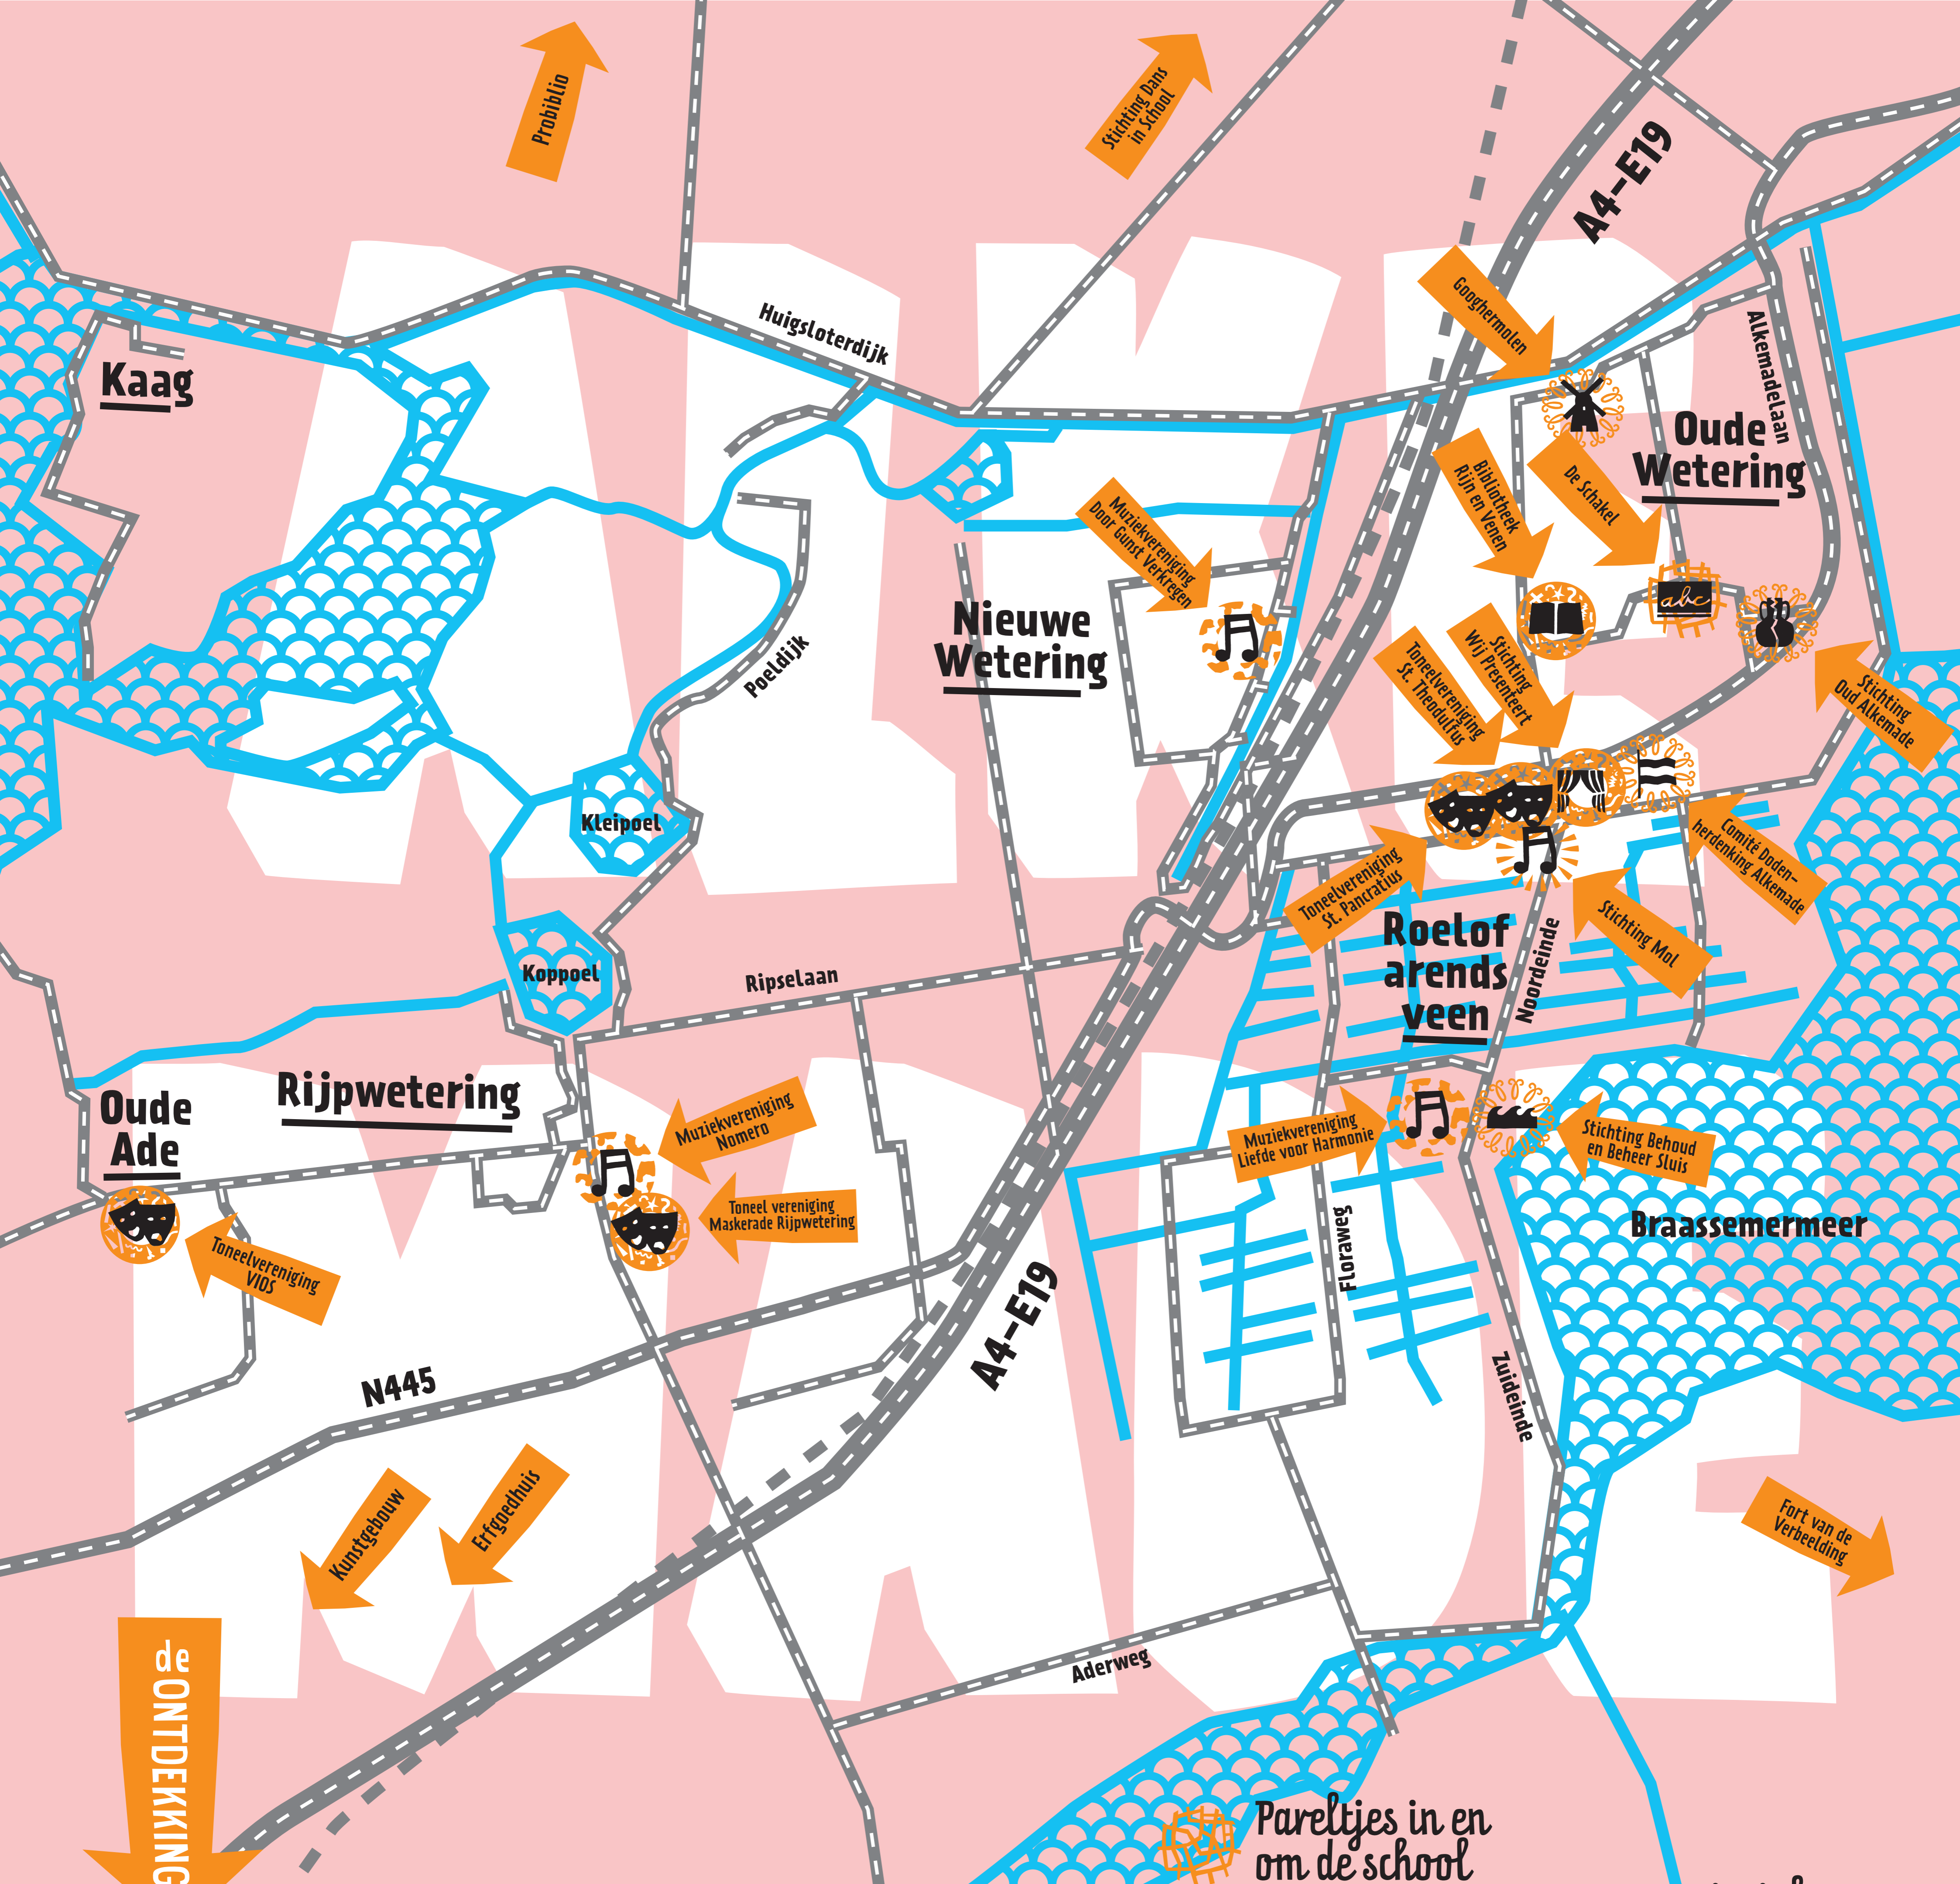 Probiblio
Stichting Dans
in School
A4-E19
Huigsloterdijk
Kaag
Googhermolen
Alkemadelaan
Oude
Wetering
Bibliotheek
Rijn en Venen
De Schakel
Muziekvereniging
Door Gunst Verkregen
Nieuwe
Wetering
Poeldijk
abc
Stichting
Wij Presenteert
Toneelvereniging
St. Theodulfus
Stichting
Oud Alkemade
Kleipoel
Comité Doden-
herdenking Alkemade
Toneelvereniging
St. Pancratius
Stichting Mol
Roelof
arends
veen
Noordeinde
Koppoel
Ripselaan
Rijpwetering
Oude
Ade
Muziekvereniging
Nomero
Muziekvereniging
Liefde voor Harmonie
Stichting Behoud
en Beheer Sluis
Toneel vereniging
Maskerade Rijpwetering
Braassemermeer
Toneelvereniging
VIOS
Floraweg
A4-E19
N445
Zuideinde
Kunstgebouw
Erfgoedhuis
Fort van de
Verbeelding
Aderweg
de ONTDEKKING
Pareltjes in en
om de school